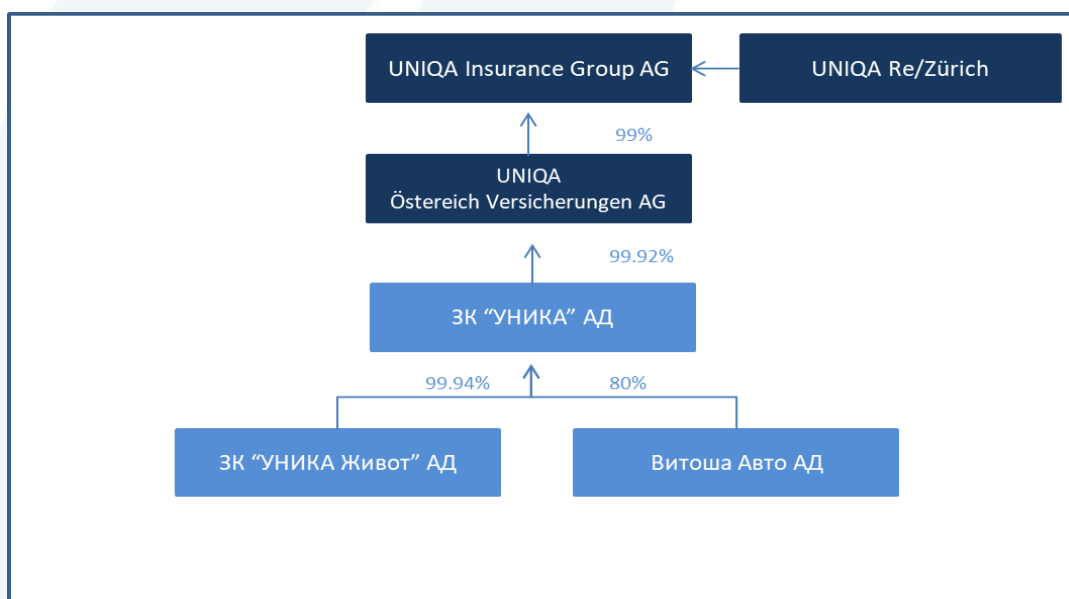 UNIQA Insurance Group AG
UNIQA Re/Zürich
99%
UNIQA
Östereich Versicherungen AG
99.92%
ЗК “УНИКА” АД
99.94%
80%
ЗК “УНИКА Живот” АД
Витоша Авто АД